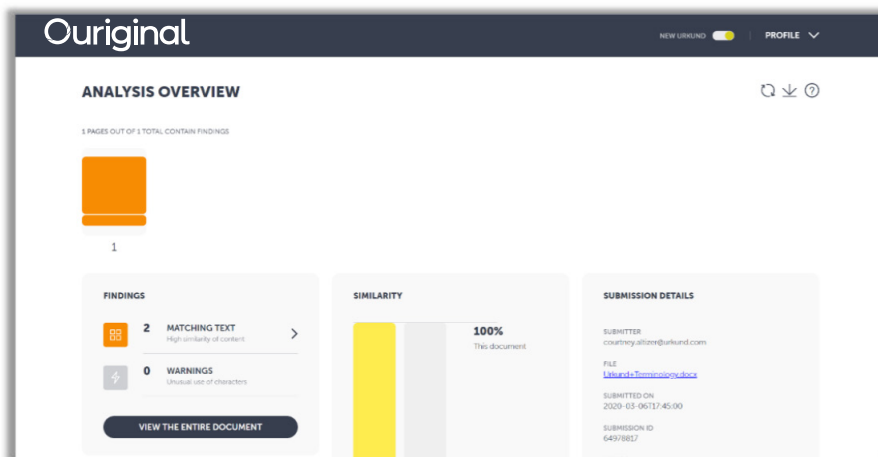 Ouriginal
NEW URKUND
PROFILE
ANALYSIS OVERVIEW
1 PAGES OUT OF 1 TOTAL CONTAIN FINDINGS
1
FINDINGS
2 MATCHING TEXT
High similarity of content
0 WARNINGS
Unusual use of characters
VIEW THE ENTIRE DOCUMENT
SIMILARITY
100%
This document
SUBMISSION DETAILS
SUBMITTER
courtney.altizer@urkund.com
FILE
Urkund+Terminology.docx
SUBMITTED ON
2020-03-06T17:45:00
SUBMISSION ID
64978817